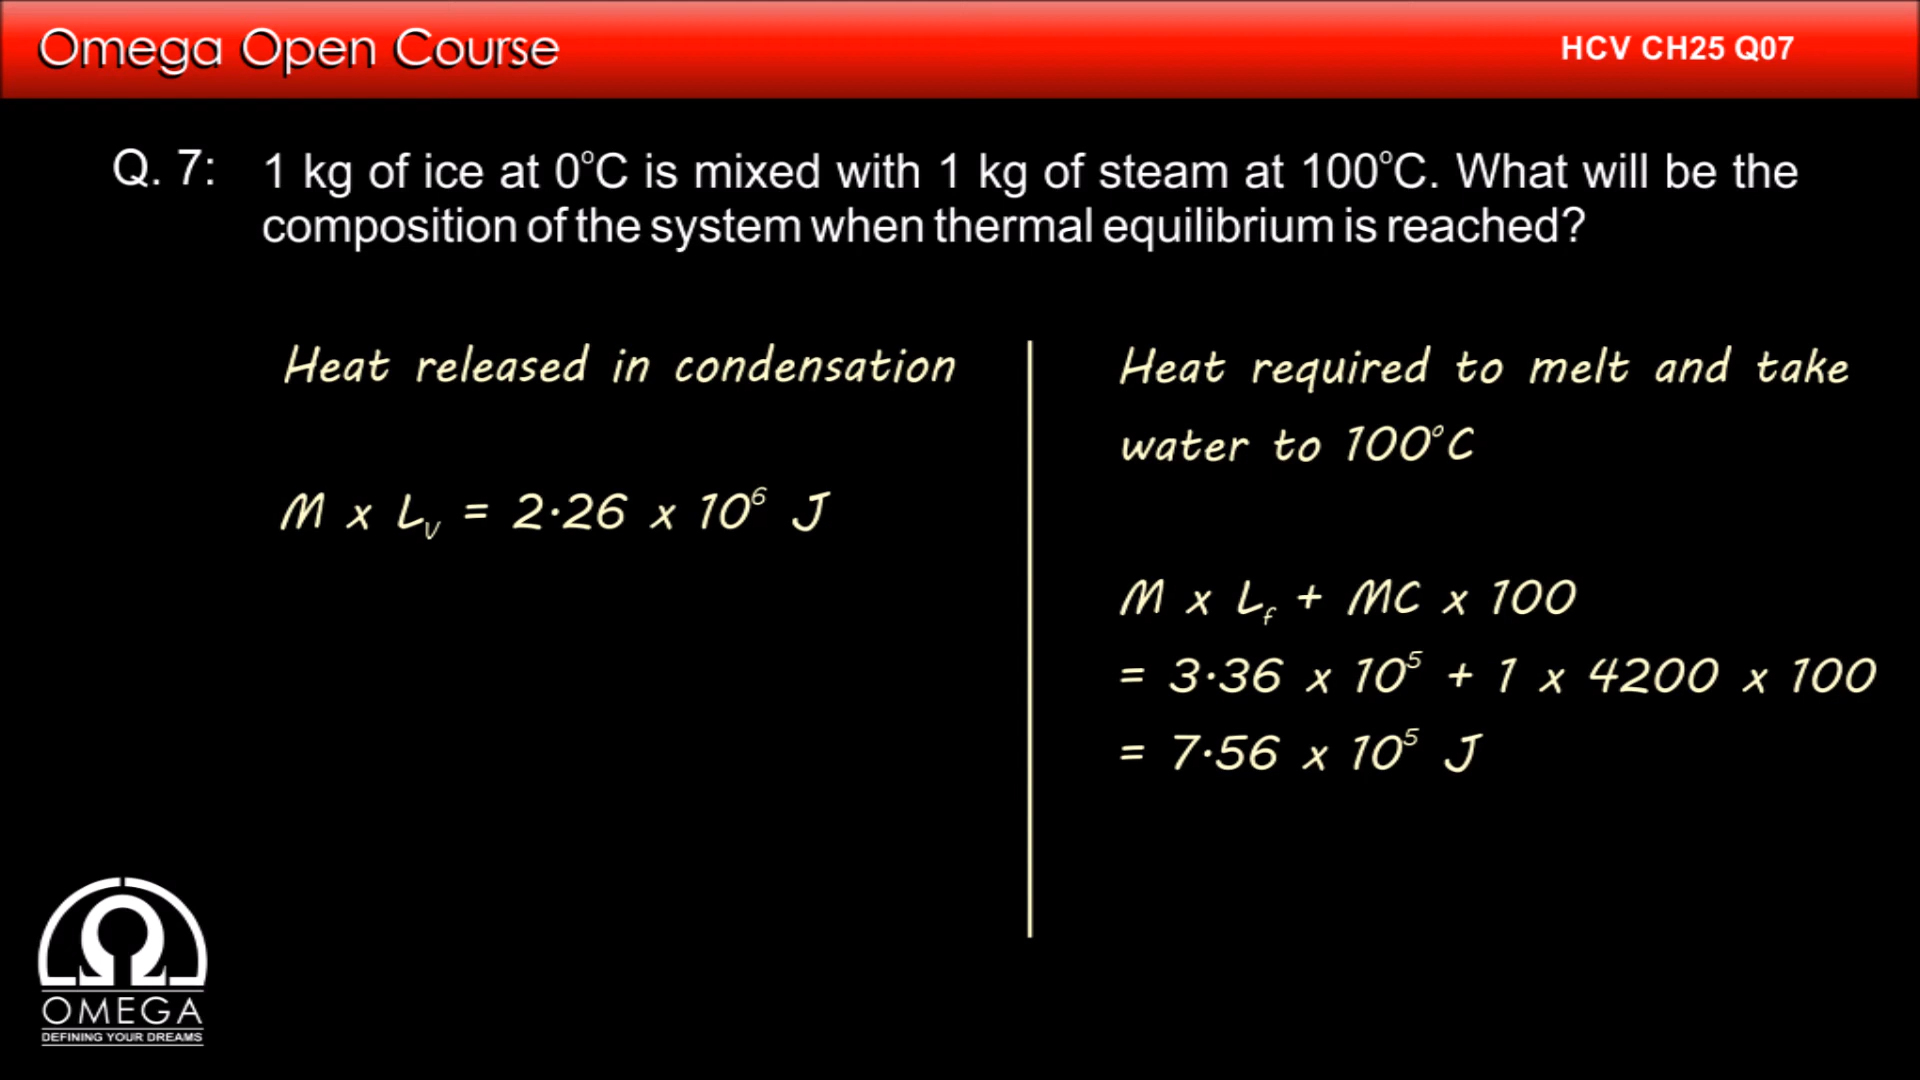 Omega Open Course
HCV CH25 Q07
Q. 7: 1 kg of ice at 0°C is mixed with 1 kg of steam at 100°C. What will be the
composition of the system when thermal equilibrium is reached?
Heat released in condensation
M x Lᵥ = 2·26 x 10⁶ J
Heat required to melt and take
water to 100°C
M x L_f + MC x 100
= 3·36 x 10⁵ + 1 x 4200 x 100
= 7·56 x 10⁵ J
OMEGA
DEFINING YOUR DREAMS